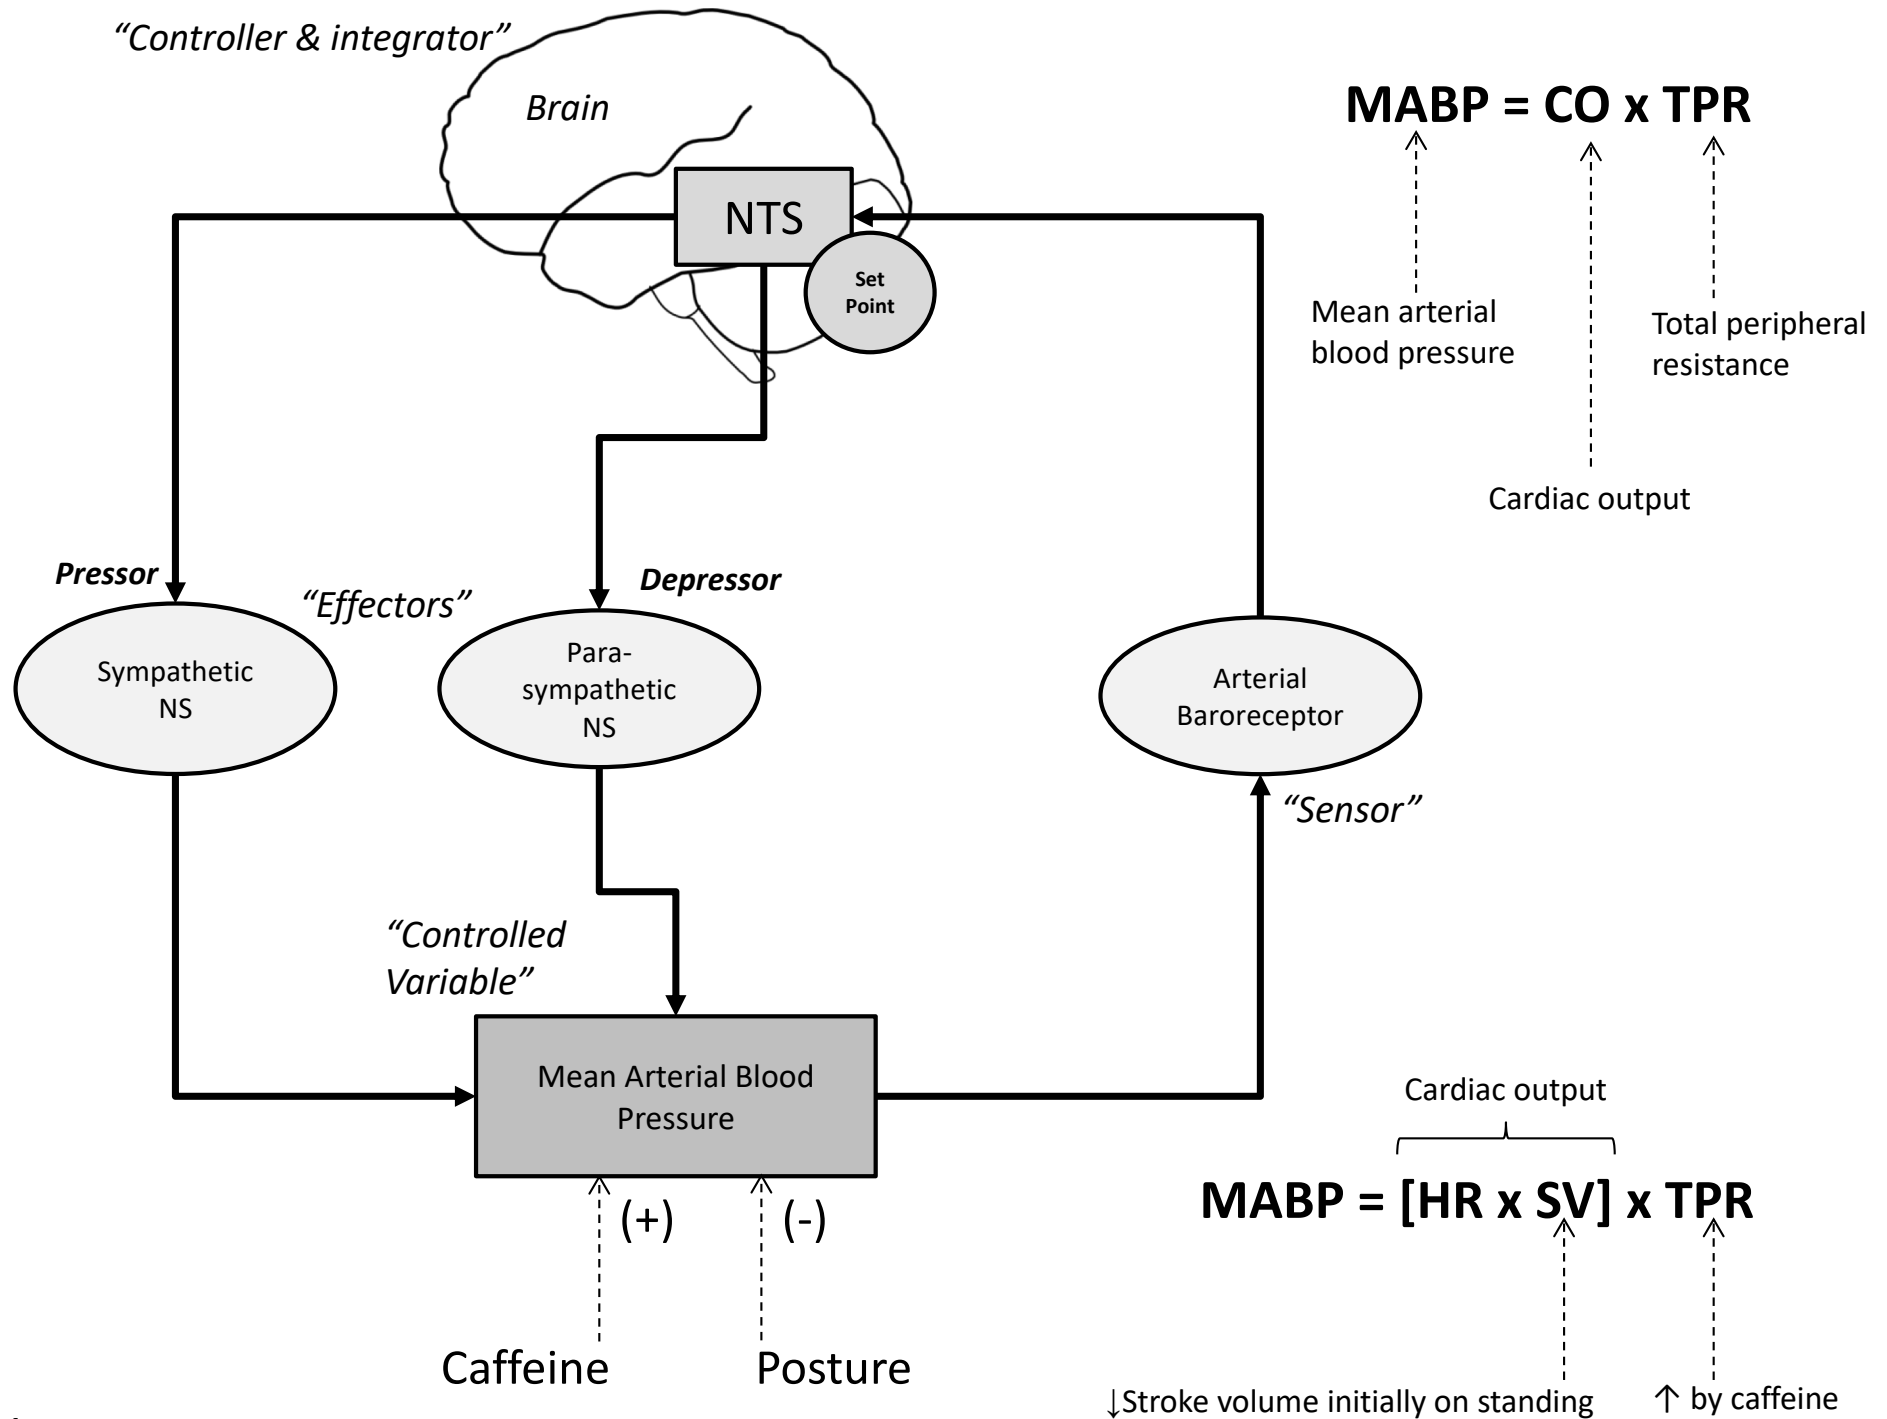 “Controller & integrator”
Brain
NTS
Set
Point
MABP = CO x TPR
Mean arterial
blood pressure
Total peripheral
resistance
Cardiac output
Pressor
“Effectors”
Depressor
Sympathetic
NS
Para-
sympathetic
NS
Arterial
Baroreceptor
“Sensor”
“Controlled
Variable”
Mean Arterial Blood
Pressure
(+)
(-)
Caffeine
Posture
Cardiac output
MABP = [HR x SV] x TPR
↓Stroke volume initially on standing
↑ by caffeine